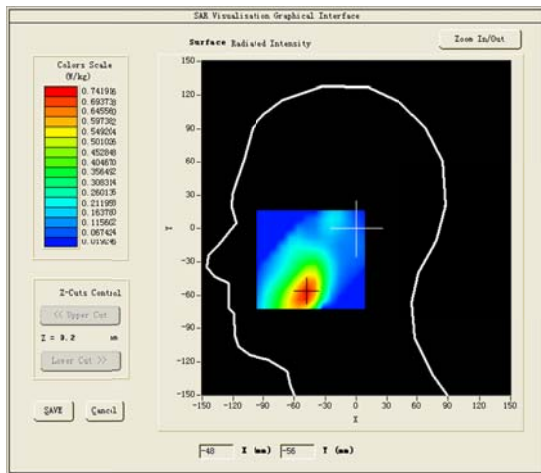 SAR Visualisation Graphical Interface
Surface Radiated Intensity
Zoom In/Out
Colors Scale
(W/kg)
0.741916
0.693738
0.645560
0.597382
0.549204
0.501026
0.452848
0.404670
0.356492
0.308314
0.260136
0.211958
0.163780
0.115602
0.067424
0.019246
Z-Cuts Control
<< Upper Cut
Z = 0.2 mm
Lower Cut >>
SAVE
Cancel
150-
120-
90-
60-
30-
0-
-30-
-60-
-90-
-120-
-150-
Y
-150 -120 -90 -60 -30 0 30 60 90 120 150
X
-48 X (mm) -56 Y (mm)